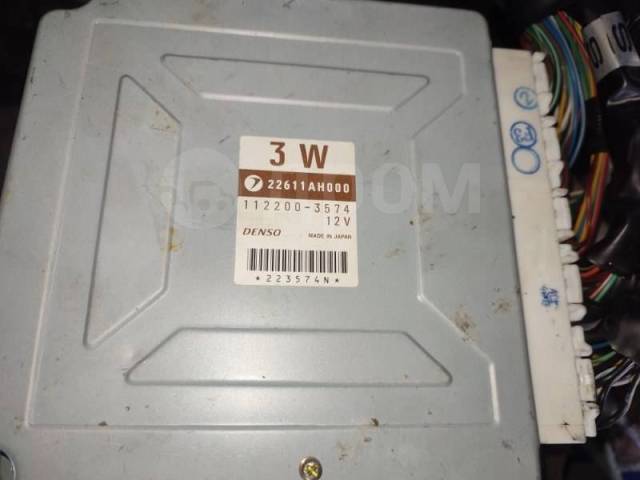 3 W
22611AH000
112200-3574
12V
DENSO MADE IN JAPAN
*223574N*